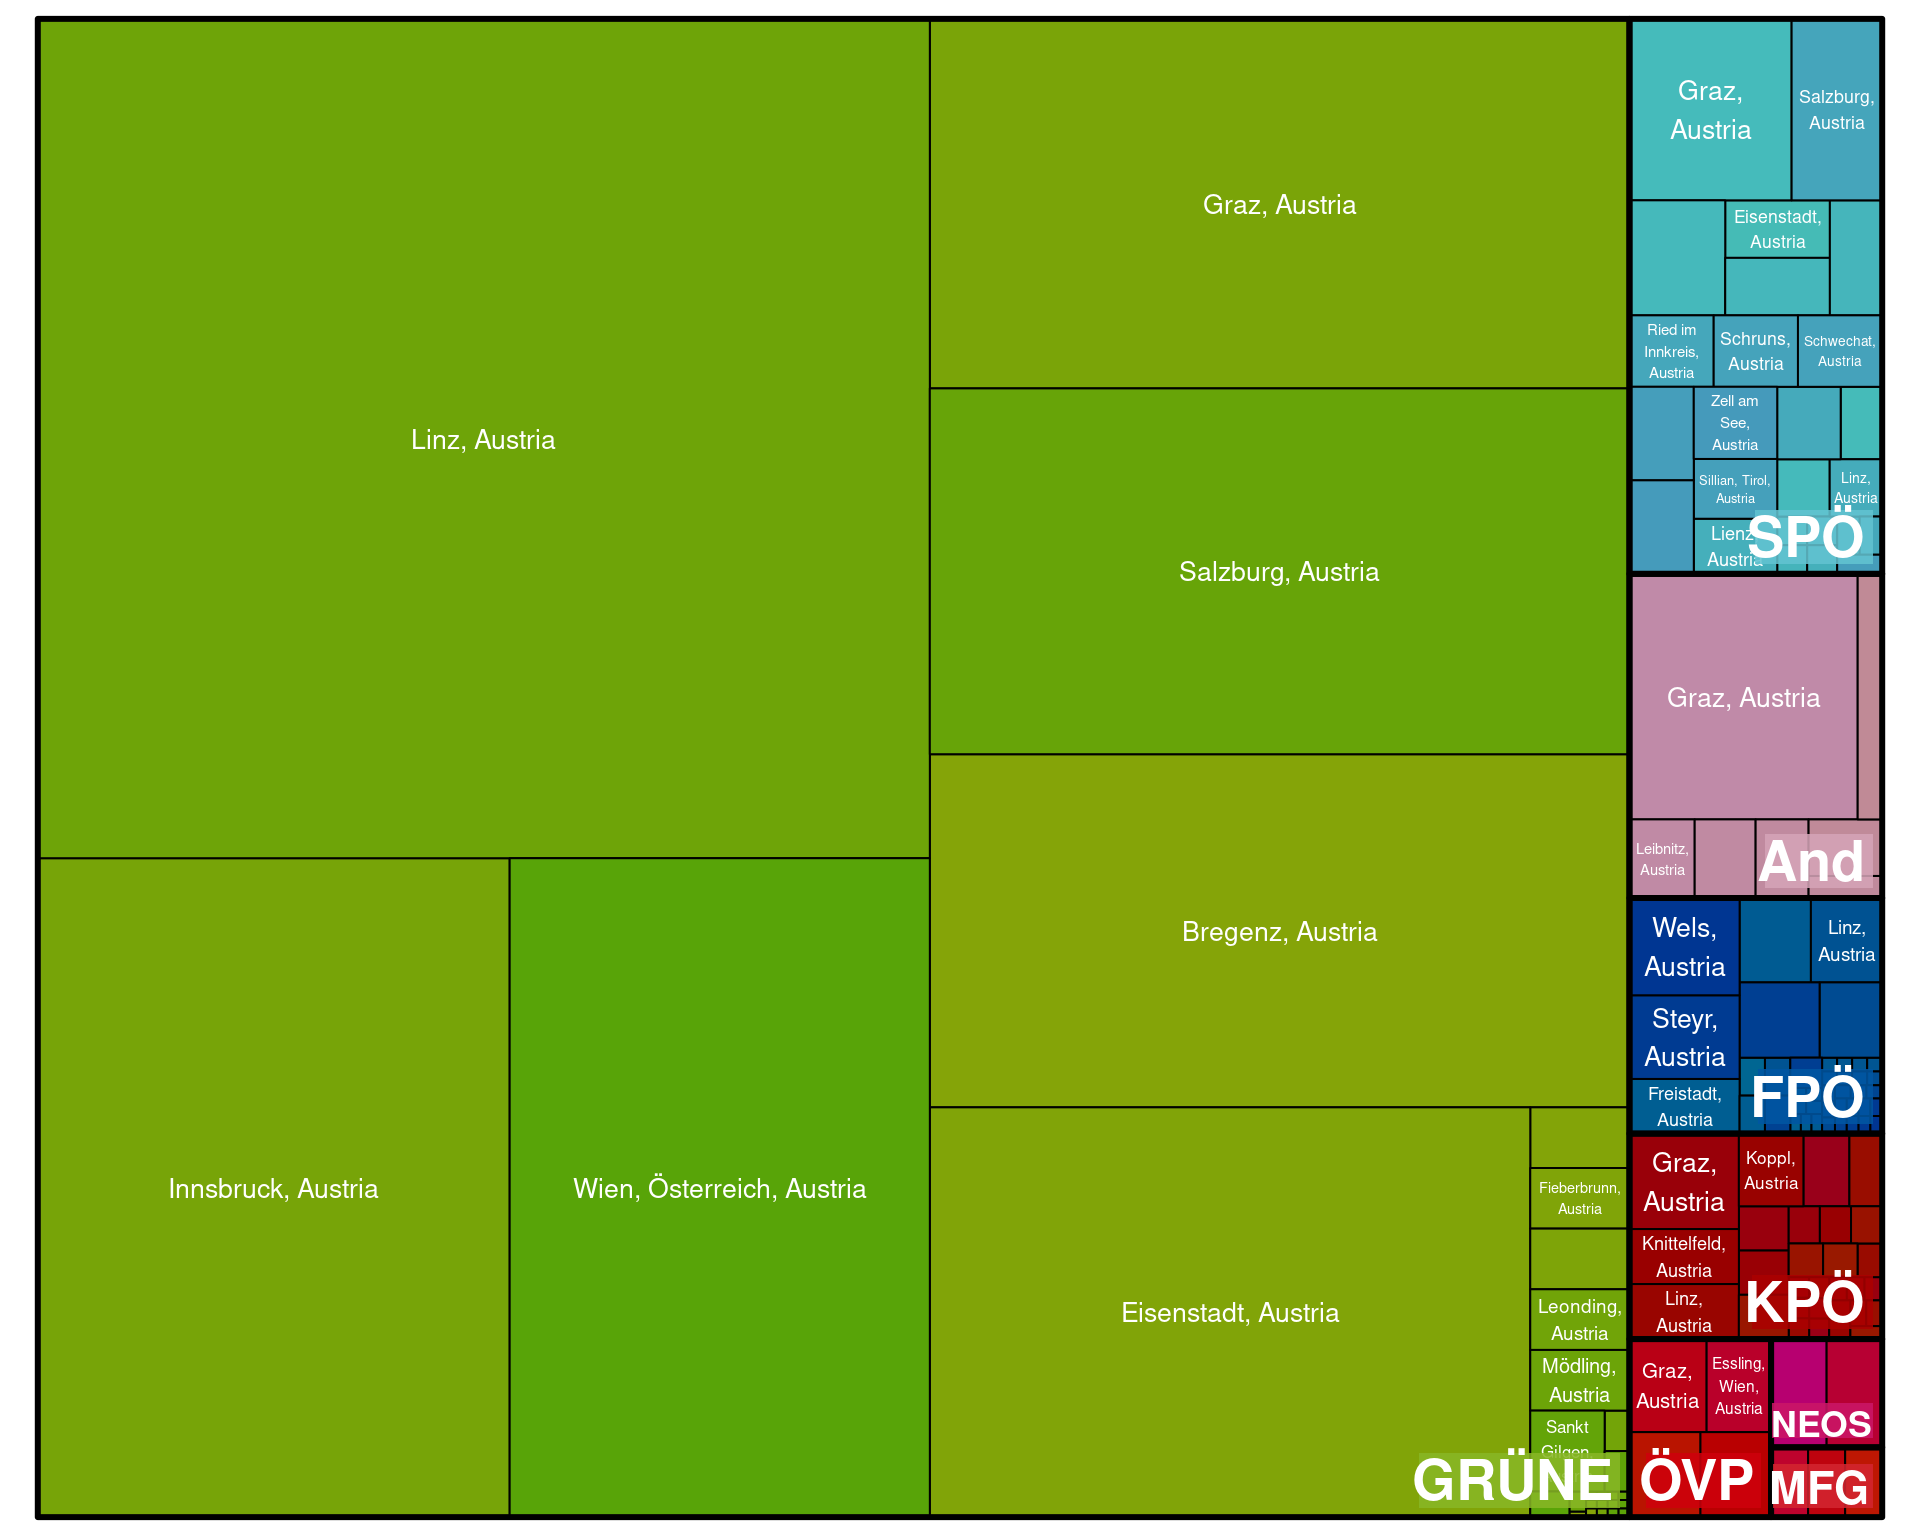 Linz, Austria
Graz, Austria
Salzburg, Austria
Bregenz, Austria
Innsbruck, Austria
Wien, Österreich, Austria
Eisenstadt, Austria
Fieberbrunn,
Austria
Leonding,
Austria
Mödling,
Austria
Sankt
Gilgen,
GRÜNE
Graz,
Austria
Salzburg,
Austria
Eisenstadt,
Austria
Ried im
Innkreis,
Austria
Schruns,
Austria
Schwechat,
Austria
Zell am
See,
Austria
Sillian, Tirol,
Austria
Linz,
Austria
Lienz,
Austria
SPÖ
Graz, Austria
Leibnitz,
Austria
And
Wels,
Austria
Linz,
Austria
Steyr,
Austria
Freistadt,
Austria
FPÖ
Graz,
Austria
Koppl,
Austria
Knittelfeld,
Austria
Linz,
Austria
KPÖ
Graz,
Austria
Essling,
Wien,
Austria
ÖVP
NEOS
MFG